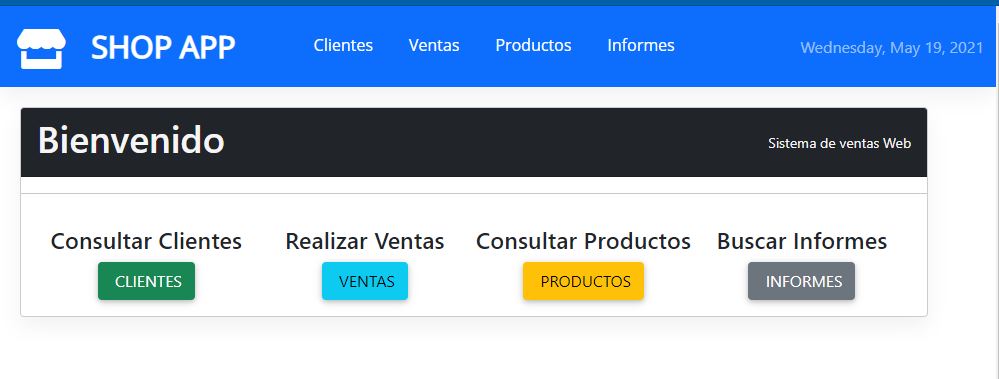 SHOP APP Clientes Ventas Productos Informes Wednesday, May 19, 2021
Bienvenido Sistema de ventas Web
Consultar Clientes Realizar Ventas Consultar Productos Buscar Informes
CLIENTES VENTAS PRODUCTOS INFORMES